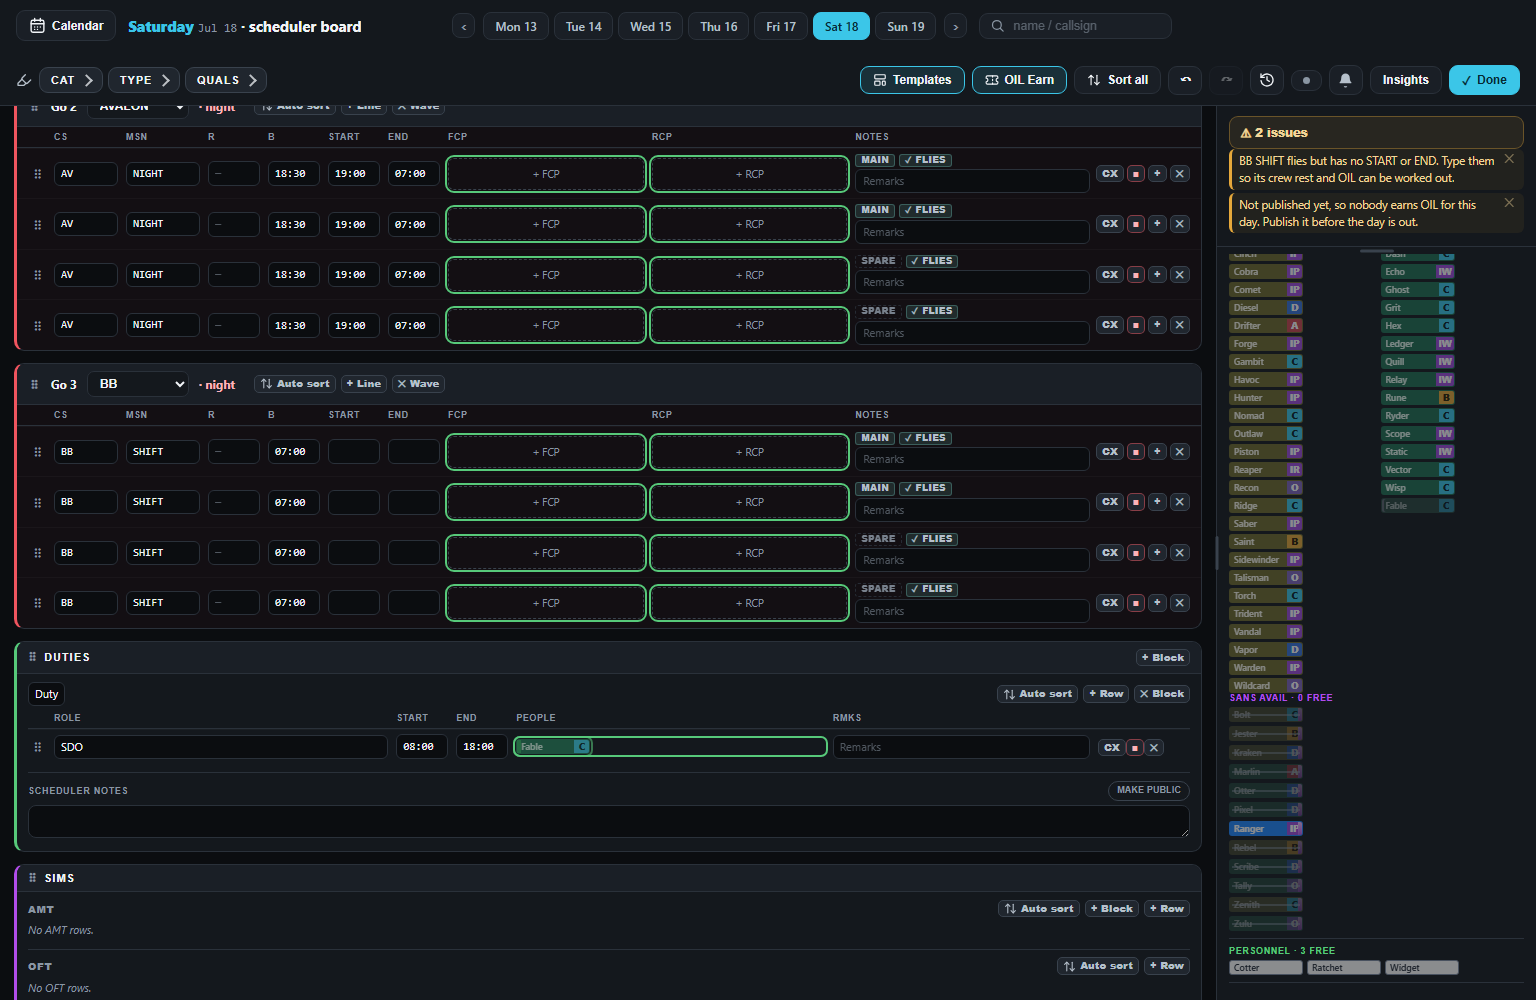 Calendar
Saturday Jul 18 · scheduler board
‹ Mon 13 Tue 14 Wed 15 Thu 16 Fri 17 Sat 18 Sun 19 ›
name / callsign
CAT TYPE QUALS
Templates OIL Earn Sort all Insights ✓ Done
Go 2 AVALON · night Auto sort + Line ✕ Wave
CS MSN R B START END FCP RCP NOTES
AV NIGHT – 18:30 19:00 07:00 + FCP + RCP MAIN ✓ FLIES Remarks CX ■ + ✕
AV NIGHT – 18:30 19:00 07:00 + FCP + RCP MAIN ✓ FLIES Remarks CX ■ + ✕
AV NIGHT – 18:30 19:00 07:00 + FCP + RCP SPARE ✓ FLIES Remarks CX ■ + ✕
AV NIGHT – 18:30 19:00 07:00 + FCP + RCP SPARE ✓ FLIES Remarks CX ■ + ✕
Go 3 BB · night Auto sort + Line ✕ Wave
CS MSN R B START END FCP RCP NOTES
BB SHIFT – 07:00 + FCP + RCP MAIN ✓ FLIES Remarks CX ■ + ✕
BB SHIFT – 07:00 + FCP + RCP MAIN ✓ FLIES Remarks CX ■ + ✕
BB SHIFT – 07:00 + FCP + RCP SPARE ✓ FLIES Remarks CX ■ + ✕
BB SHIFT – 07:00 + FCP + RCP SPARE ✓ FLIES Remarks CX ■ + ✕
DUTIES + Block
Duty Auto sort + Row ✕ Block
ROLE START END PEOPLE RMKS
SDO 08:00 18:00 Fable C Remarks CX ■ ✕
SCHEDULER NOTES MAKE PUBLIC
SIMS
AMT Auto sort + Block + Row
No AMT rows.
OFT Auto sort + Row
No OFT rows.
⚠ 2 issues
BB SHIFT flies but has no START or END. Type them
so its crew rest and OIL can be worked out.
Not published yet, so nobody earns OIL for this
day. Publish it before the day is out.
Cinch IP
Cobra IP
Comet IP
Diesel D
Drifter A
Forge IP
Gambit C
Havoc IP
Hunter IP
Nomad C
Outlaw C
Piston IP
Reaper IR
Recon O
Ridge C
Saber IP
Saint B
Sidewinder IP
Talisman O
Torch C
Trident IP
Vandal IP
Vapor D
Warden IP
Wildcard O
Dash C
Echo IW
Ghost C
Grit C
Hex C
Ledger IW
Quill IW
Relay IW
Rune B
Ryder C
Scope IW
Static IW
Vector C
Wisp C
Fable C
SANS AVAIL · 0 FREE
Bolt C
Jester B
Kraken D
Marlin A
Otter D
Pixel D
Ranger IP
Rebel B
Scribe D
Tally O
Zenith C
Zulu O
PERSONNEL · 3 FREE
Cotter Ratchet Widget